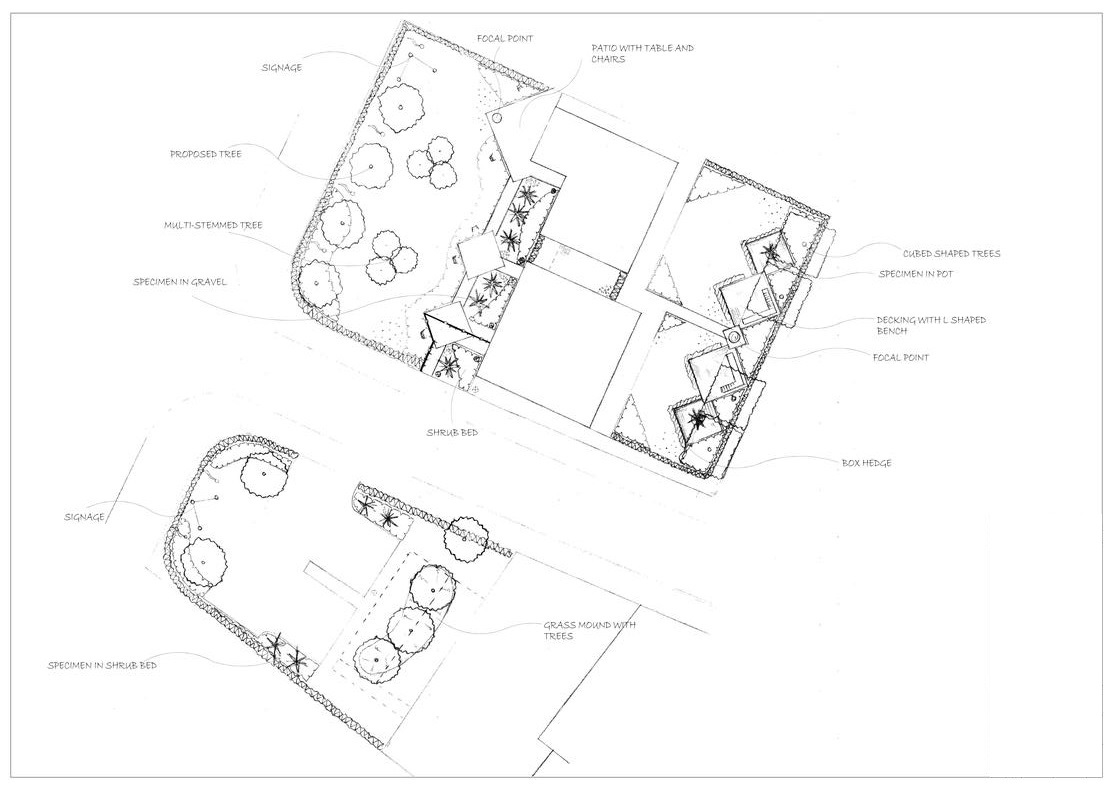 FOCAL POINT
PATIO WITH TABLE AND
CHAIRS
SIGNAGE
PROPOSED TREE
MULTI-STEMMED TREE
SPECIMEN IN GRAVEL
CUBED SHAPED TREES
SPECIMEN IN POT
DECKING WITH L SHAPED
BENCH
FOCAL POINT
SHRUB BED
BOX HEDGE
SIGNAGE
GRASS MOUND WITH
TREES
SPECIMEN IN SHRUB BED